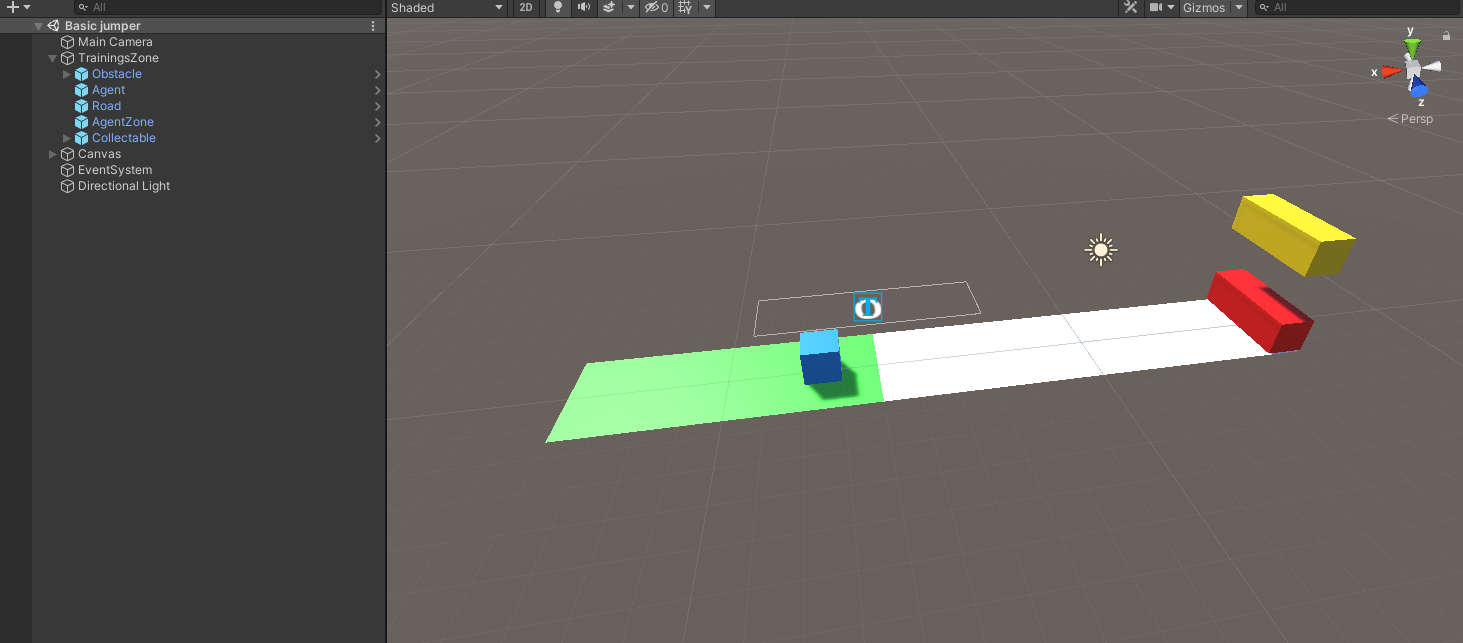 All
Shaded
2D
0
Gizmos
All
Basic jumper
Main Camera
TrainingsZone
Obstacle
Agent
Road
AgentZone
Collectable
Canvas
EventSystem
Directional Light
y
x
z
Persp
T
0